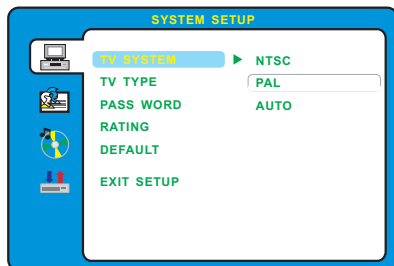 SYSTEM SETUP
TV SYSTEM NTSC
TV TYPE PAL
PASS WORD AUTO
RATING
DEFAULT
EXIT SETUP